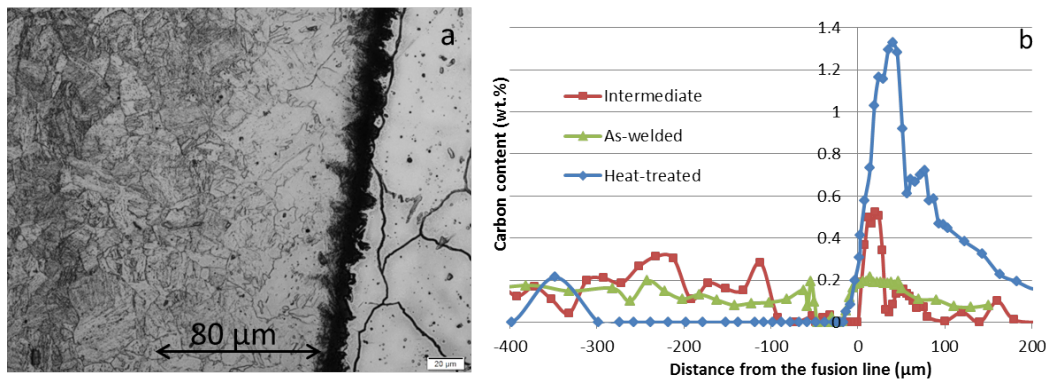 a
80 µm
20 µm
b
Carbon content (wt.%)
1.4
1.2
1
0.8
0.6
0.4
0.2
0
Intermediate
As-welded
Heat-treated
-400 -300 -200 -100 0 100 200
Distance from the fusion line (µm)